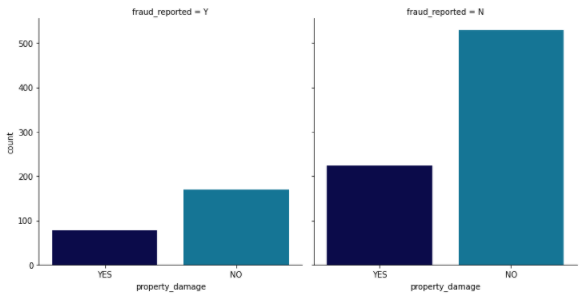 fraud_reported = Y
fraud_reported = N
count
500
400
300
200
100
0
YES
NO
YES
NO
property_damage
property_damage